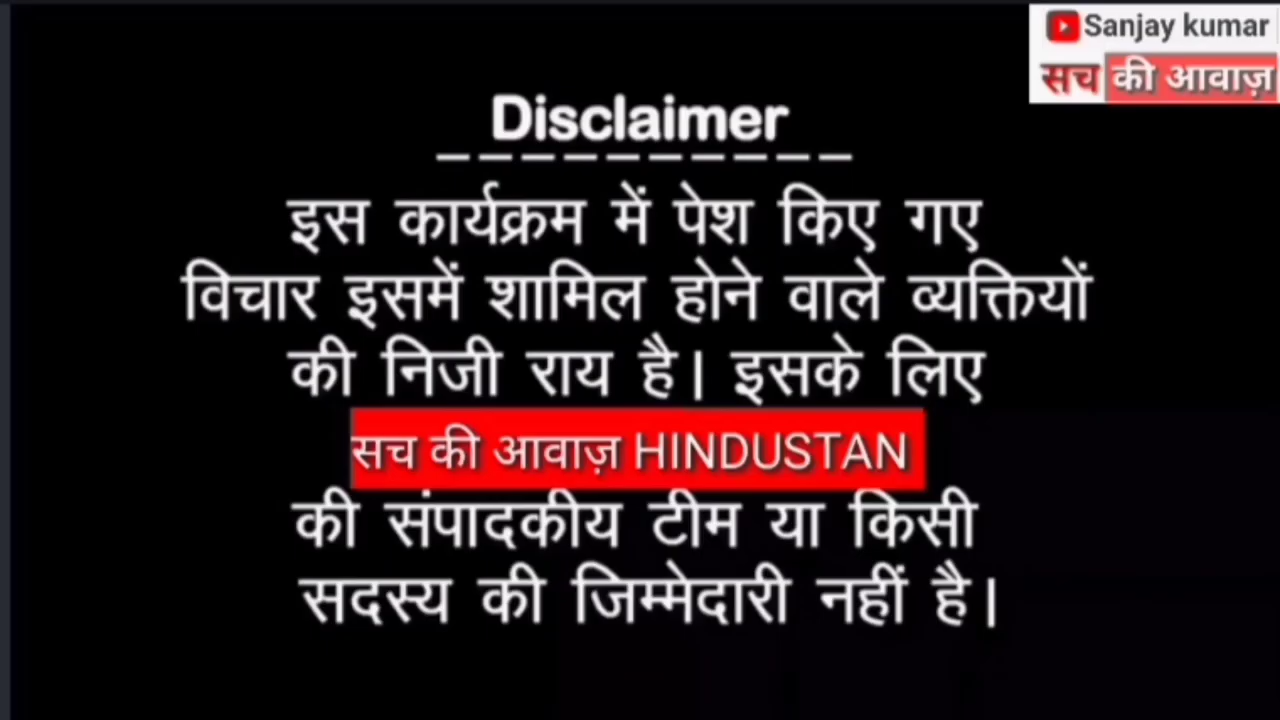 Sanjay kumar
सच की आवाज़
Disclaimer
इस कार्यक्रम में पेश किए गए
विचार इसमें शामिल होने वाले व्यक्तियों
की निजी राय है। इसके लिए
सच की आवाज़ HINDUSTAN
की संपादकीय टीम या किसी
सदस्य की जिम्मेदारी नहीं है।